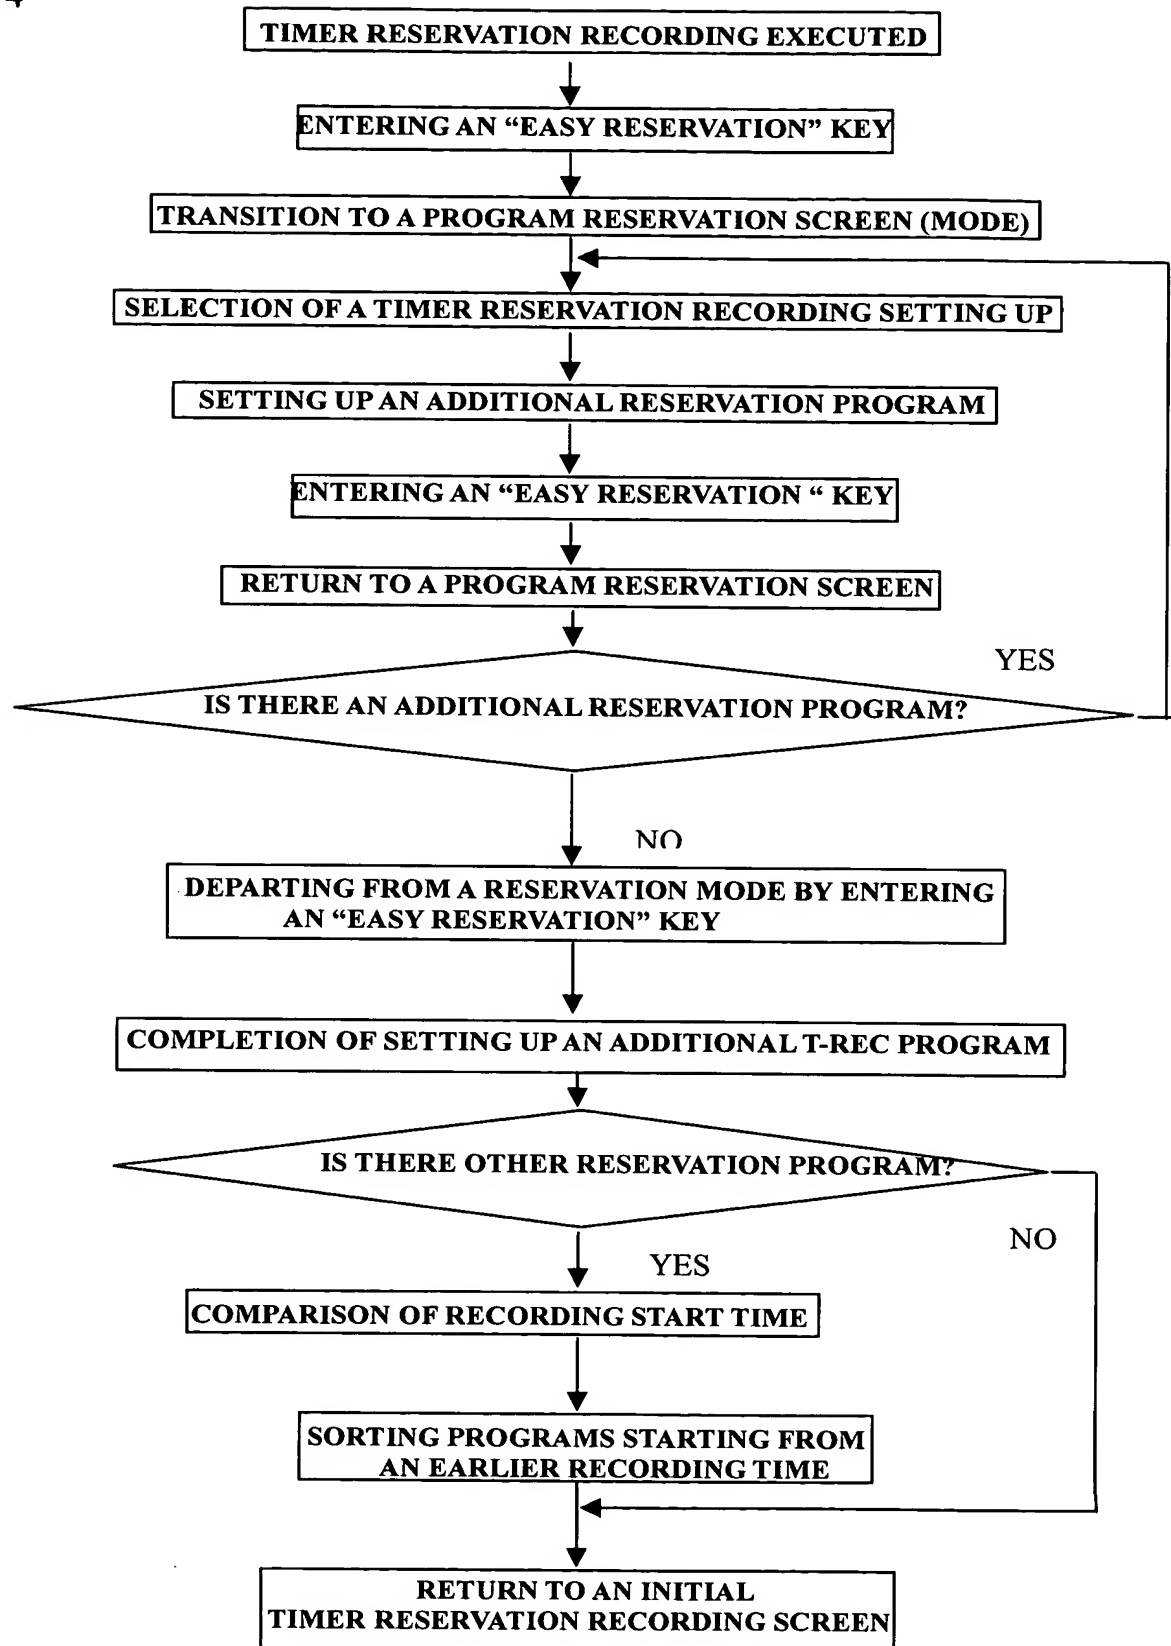 TIMER RESERVATION RECORDING EXECUTED
ENTERING AN “EASY RESERVATION” KEY
TRANSITION TO A PROGRAM RESERVATION SCREEN (MODE)
SELECTION OF A TIMER RESERVATION RECORDING SETTING UP
SETTING UP AN ADDITIONAL RESERVATION PROGRAM
ENTERING AN “EASY RESERVATION “ KEY
RETURN TO A PROGRAM RESERVATION SCREEN
YES
IS THERE AN ADDITIONAL RESERVATION PROGRAM?
NO
DEPARTING FROM A RESERVATION MODE BY ENTERING
AN “EASY RESERVATION” KEY
COMPLETION OF SETTING UP AN ADDITIONAL T-REC PROGRAM
IS THERE OTHER RESERVATION PROGRAM?
NO
YES
COMPARISON OF RECORDING START TIME
SORTING PROGRAMS STARTING FROM
AN EARLIER RECORDING TIME
RETURN TO AN INITIAL
TIMER RESERVATION RECORDING SCREEN